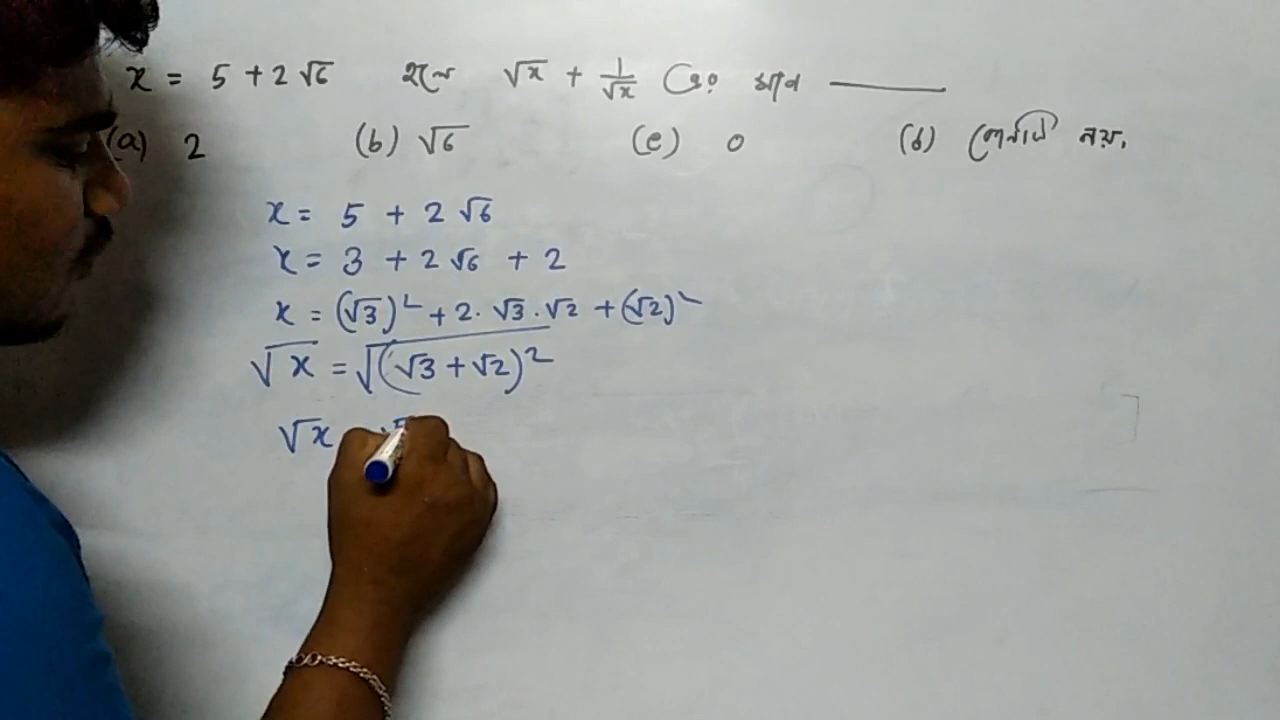 x = 5 + 2√6 হলে √x + 1/√x এর মান ———
(a) 2 (b) √6 (c) 0 (d) কোনটাই নয়.
x = 5 + 2√6
x = 3 + 2√6 + 2
x = (√3)² + 2. √3 . √2 + (√2)²
√x = √(√3 + √2)²
√x